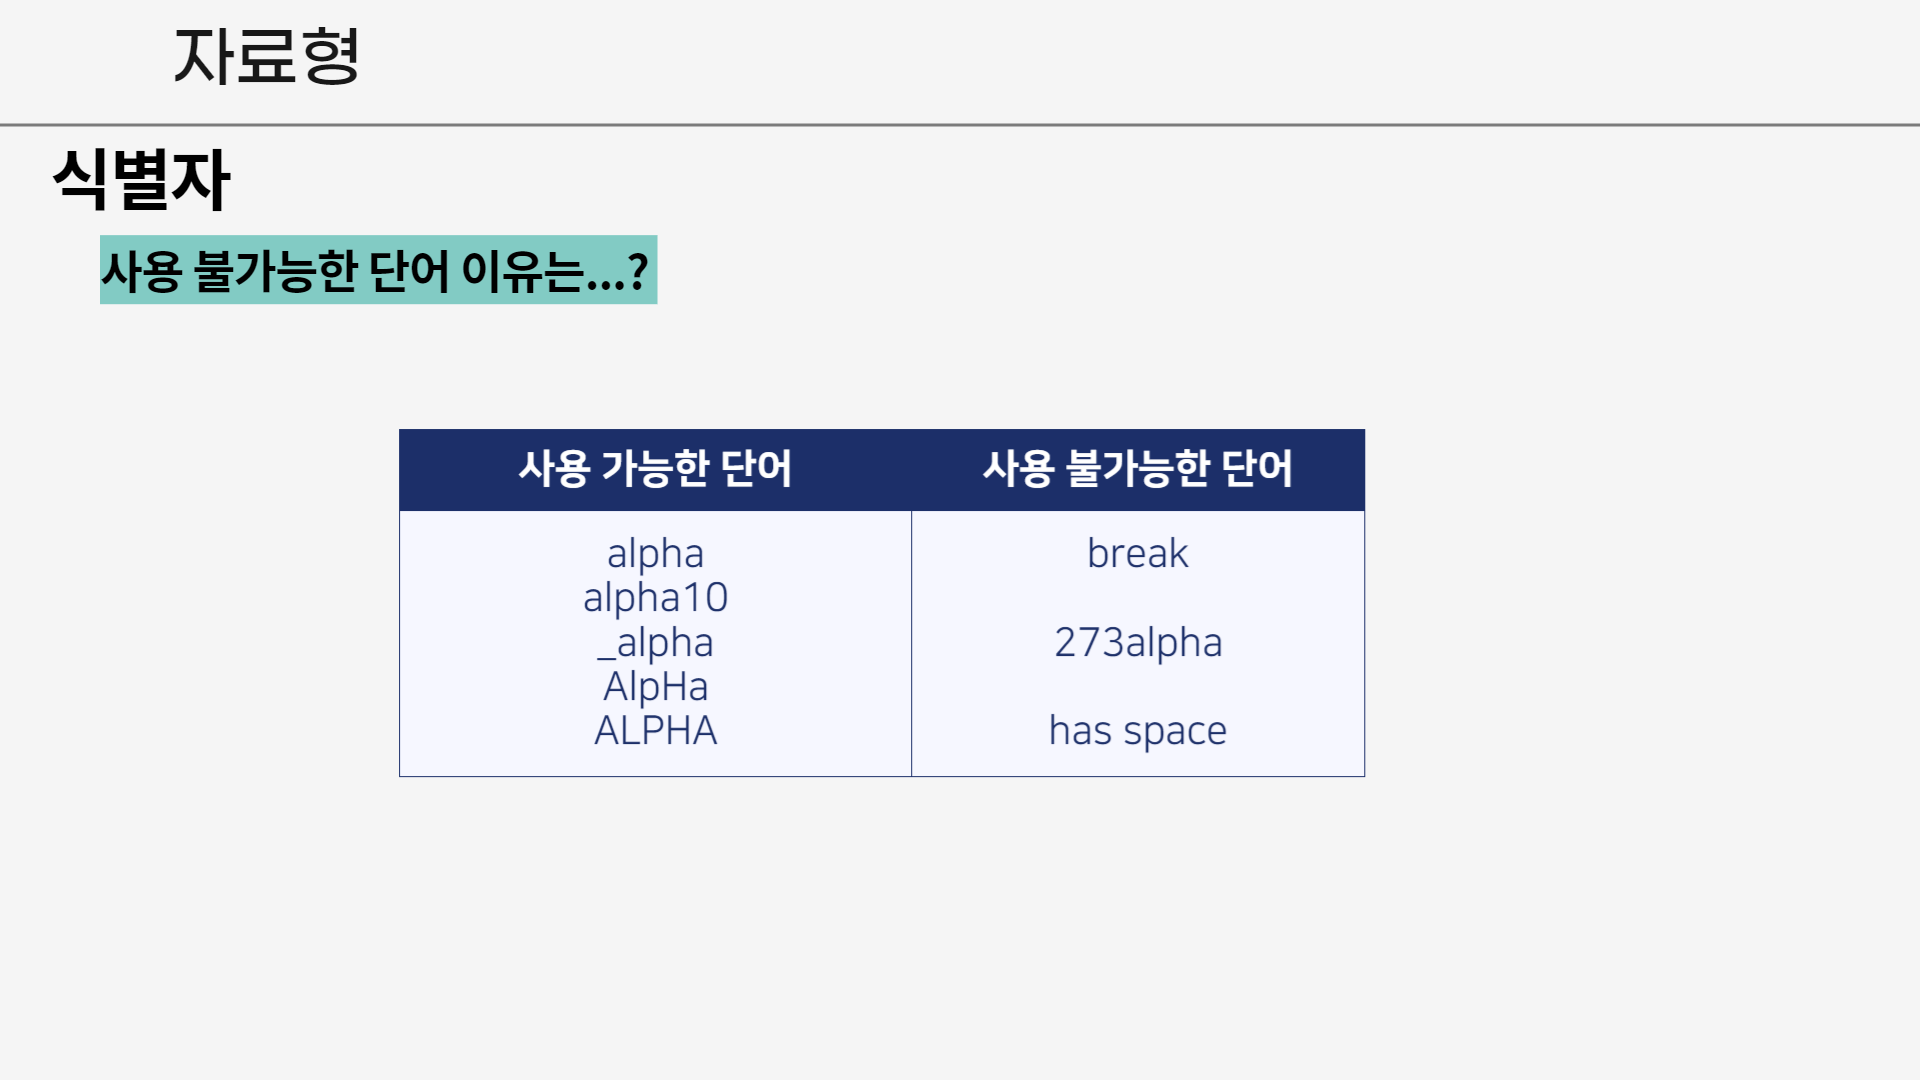 자료형
식별자
사용 불가능한 단어 이유는...?
사용 가능한 단어 사용 불가능한 단어
alpha break
alpha10
_alpha 273alpha
AlpHa
ALPHA has space